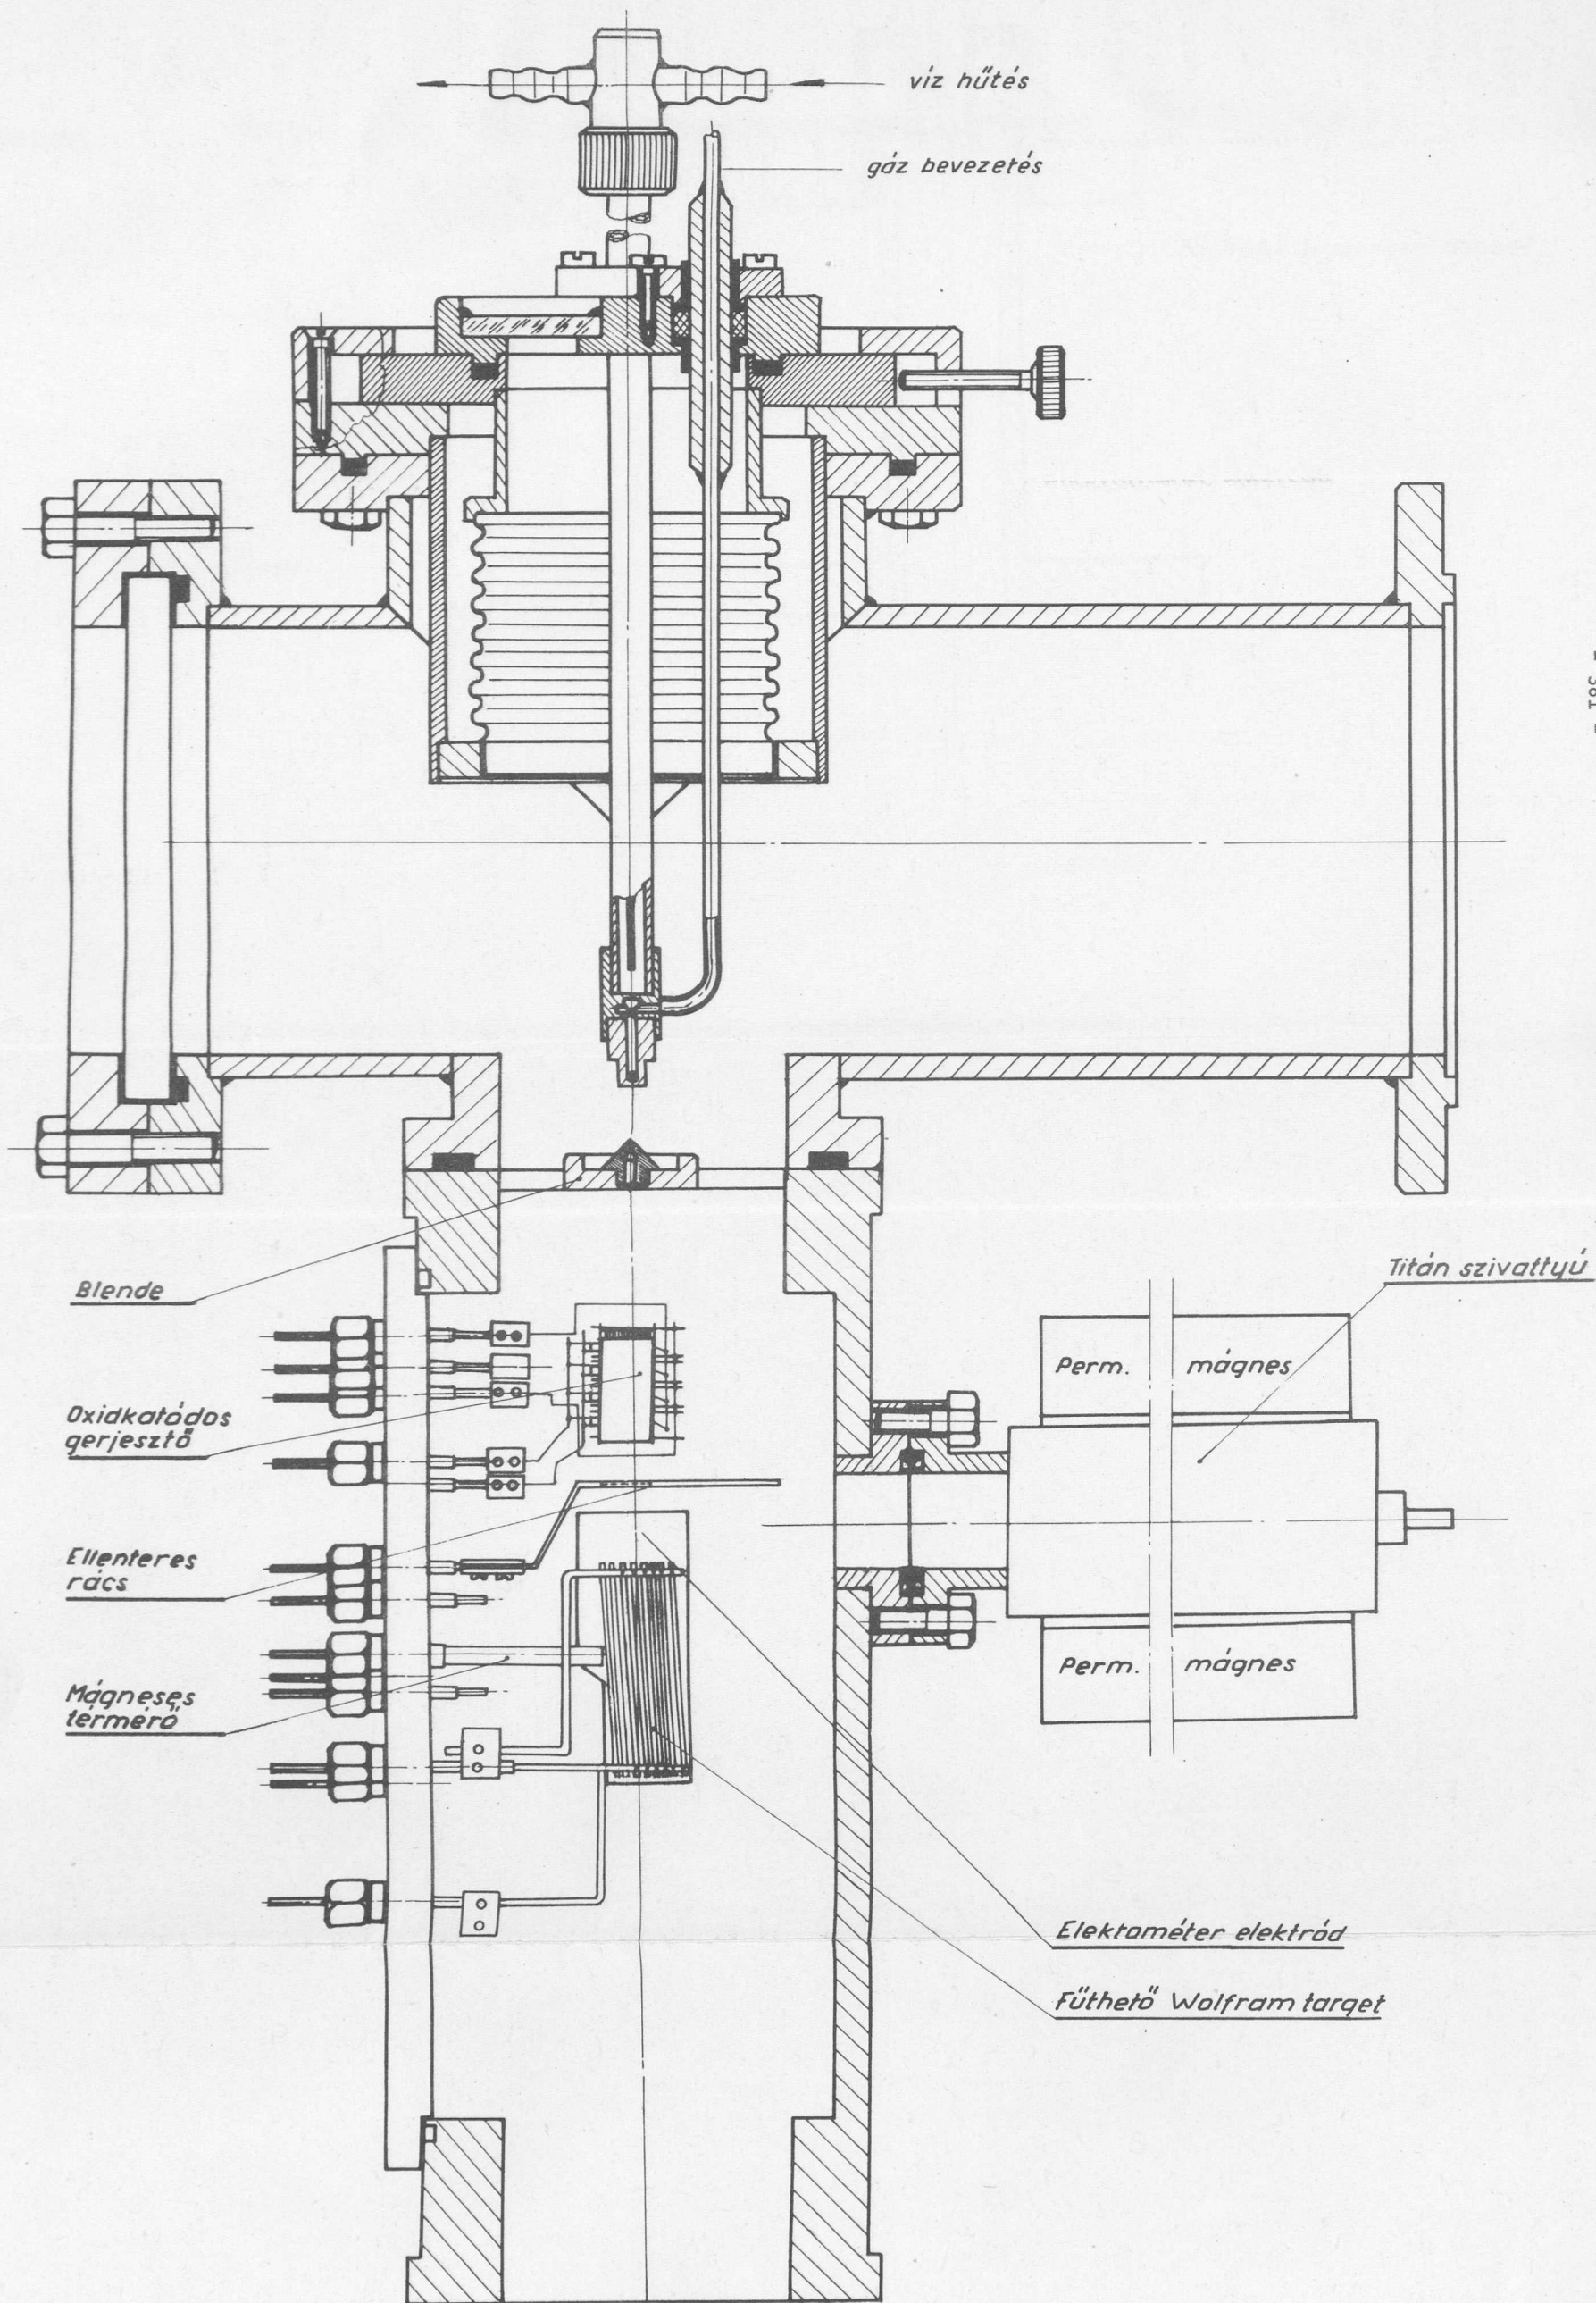 víz hűtés
gáz bevezetés
- 381 -
Blende
Titán szivattyú
Perm. mágnes
Oxidkatódos
gerjesztő
Ellenteres
rács
Mágneses
térmérő
Perm. mágnes
Elektaméter elektród
Fűthető Wolfram target